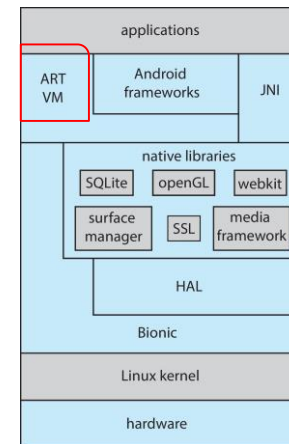 applications
ART
VM
Android
frameworks
JNI
native libraries
SQLite openGL webkit
surface
manager
SSL
media
framework
HAL
Bionic
Linux kernel
hardware